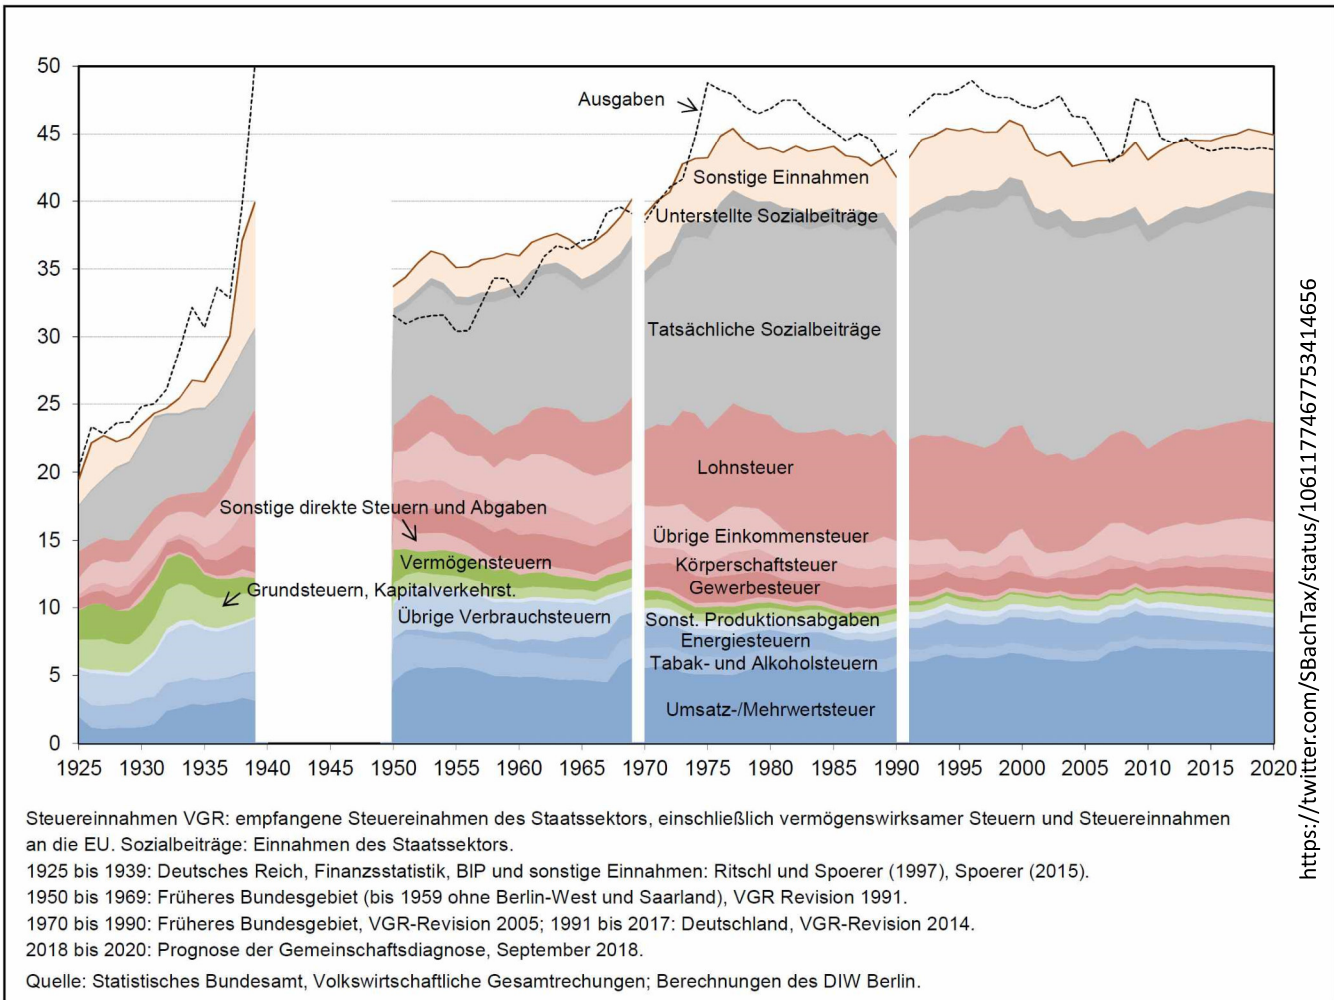 50
45
40
35
30
25
20
15
10
5
0
Ausgaben
Sonstige Einnahmen
Unterstellte Sozialbeiträge
Tatsächliche Sozialbeiträge
Lohnsteuer
Sonstige direkte Steuern und Abgaben
Übrige Einkommensteuer
Vermögensteuern
Körperschaftsteuer
Gewerbesteuer
Grundsteuern, Kapitalverkehrst.
Übrige Verbrauchsteuern
Sonst. Produktionsabgaben
Energiesteuern
Tabak- und Alkoholsteuern
Umsatz-/Mehrwertsteuer
1925 1930 1935 1940 1945 1950 1955 1960 1965 1970 1975 1980 1985 1990 1995 2000 2005 2010 2015 2020
Steuereinnahmen VGR: empfangene Steuereinahmen des Staatssektors, einschließlich vermögenswirksamer Steuern und Steuereinnahmen
an die EU. Sozialbeiträge: Einnahmen des Staatssektors.
1925 bis 1939: Deutsches Reich, Finanzsstatistik, BIP und sonstige Einnahmen: Ritschl und Spoerer (1997), Spoerer (2015).
1950 bis 1969: Früheres Bundesgebiet (bis 1959 ohne Berlin-West und Saarland), VGR Revision 1991.
1970 bis 1990: Früheres Bundesgebiet, VGR-Revision 2005; 1991 bis 2017: Deutschland, VGR-Revision 2014.
2018 bis 2020: Prognose der Gemeinschaftsdiagnose, September 2018.
Quelle: Statistisches Bundesamt, Volkswirtschaftliche Gesamtrechungen; Berechnungen des DIW Berlin.
https://twitter.com/SBachTax/status/1061177467753414656